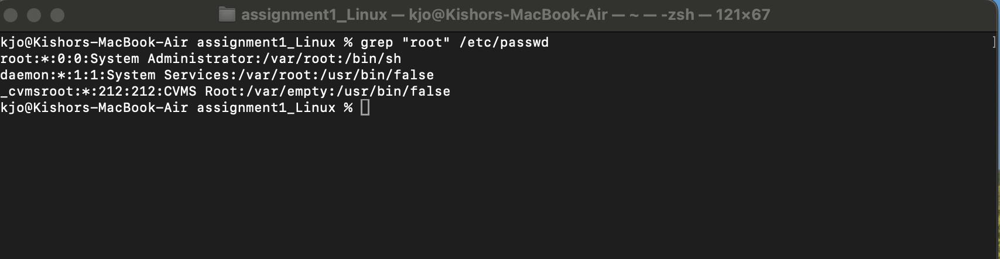 assignment1_Linux — kjo@Kishors-MacBook-Air — ~ — -zsh — 121×67
kjo@Kishors-MacBook-Air assignment1_Linux % grep "root" /etc/passwd ]
root:*:0:0:System Administrator:/var/root:/bin/sh
daemon:*:1:1:System Services:/var/root:/usr/bin/false
_cvmsroot:*:212:212:CVMS Root:/var/empty:/usr/bin/false
kjo@Kishors-MacBook-Air assignment1_Linux %